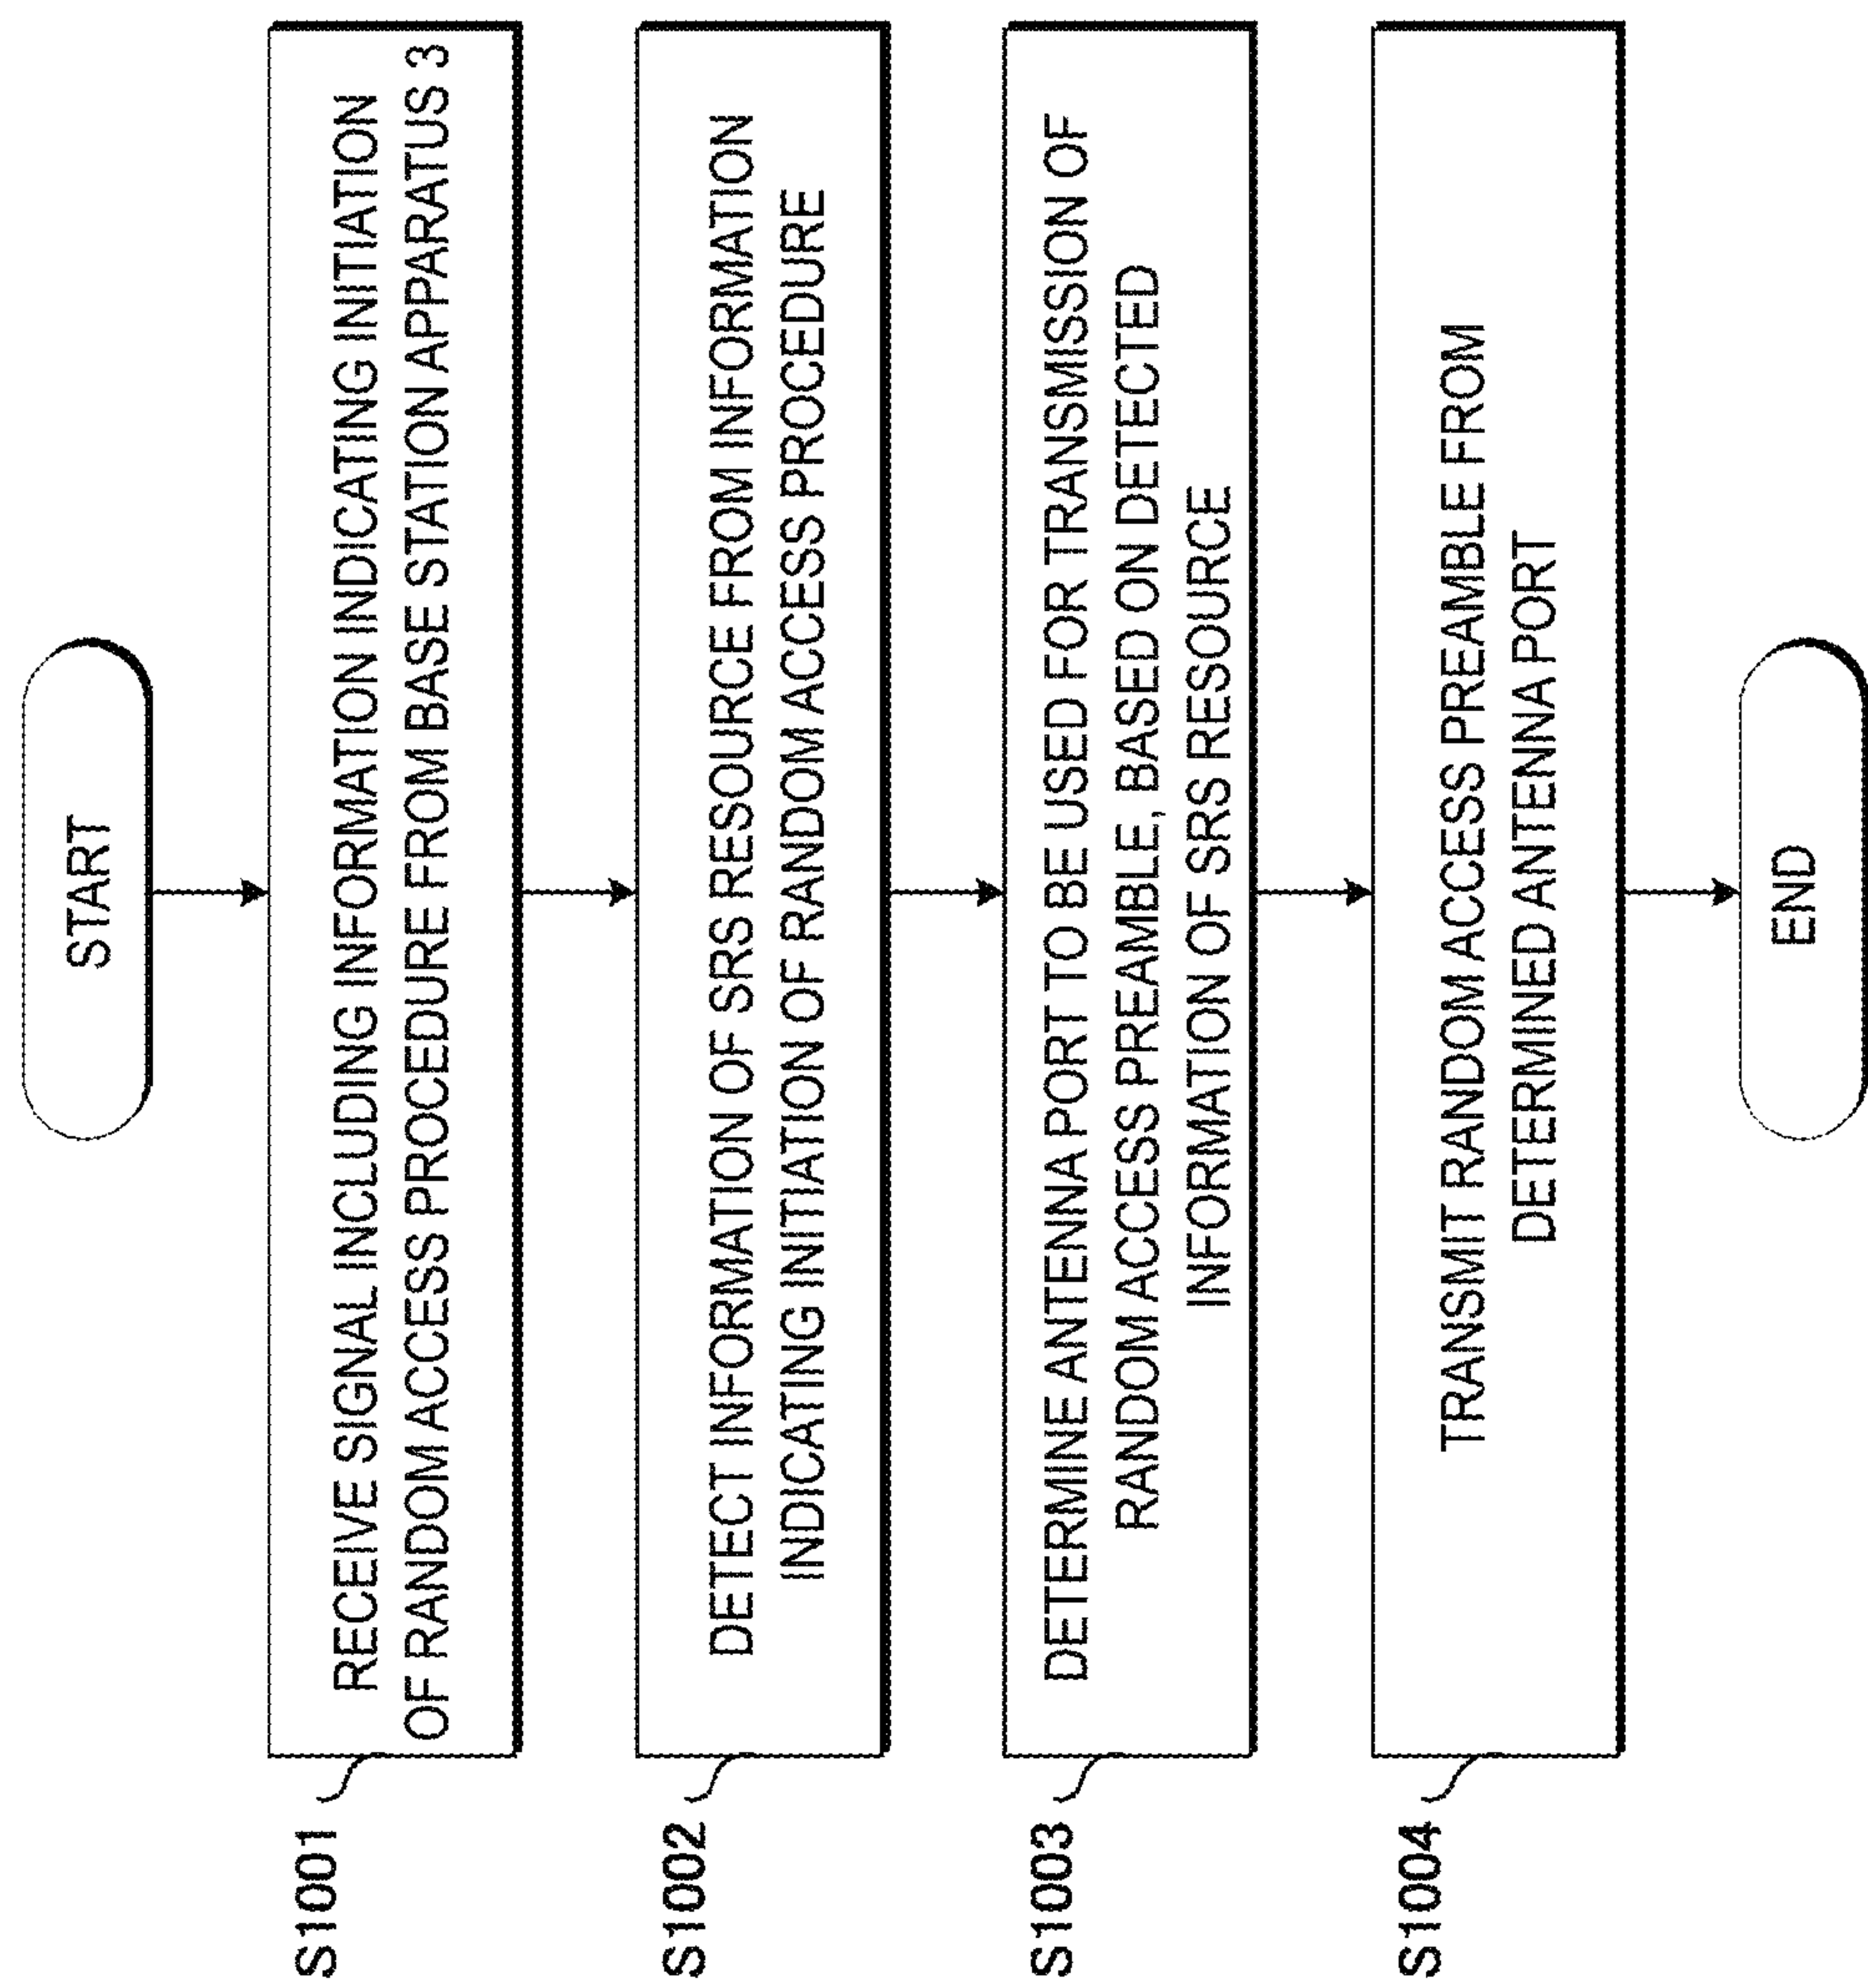 START
S1001
RECEIVE SIGNAL INCLUDING INFORMATION INDICATING INITIATION
OF RANDOM ACCESS PROCEDURE FROM BASE STATION APPARATUS 3
S1002
DETECT INFORMATION OF SRS RESOURCE FROM INFORMATION
INDICATING INITIATION OF RANDOM ACCESS PROCEDURE
S1003
DETERMINE ANTENNA PORT TO BE USED FOR TRANSMISSION OF
RANDOM ACCESS PREAMBLE, BASED ON DETECTED
INFORMATION OF SRS RESOURCE
S1004
TRANSMIT RANDOM ACCESS PREAMBLE FROM
DETERMINED ANTENNA PORT
END